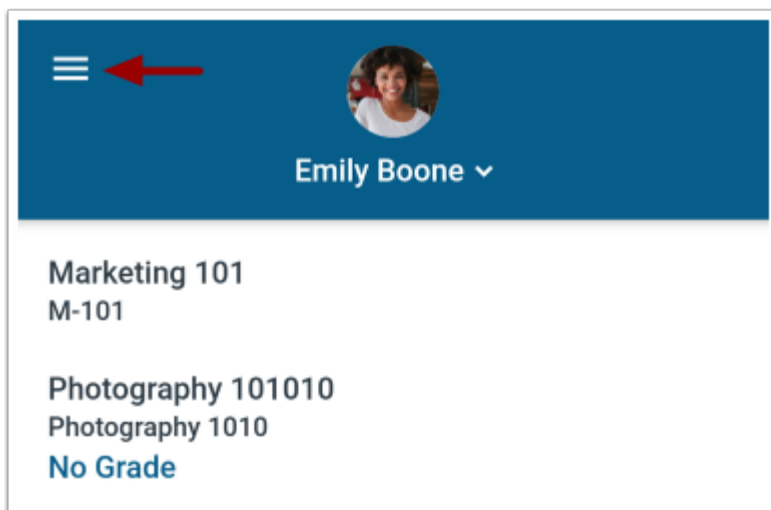 Emily Boone
Marketing 101
M-101
Photography 101010
Photography 1010
No Grade